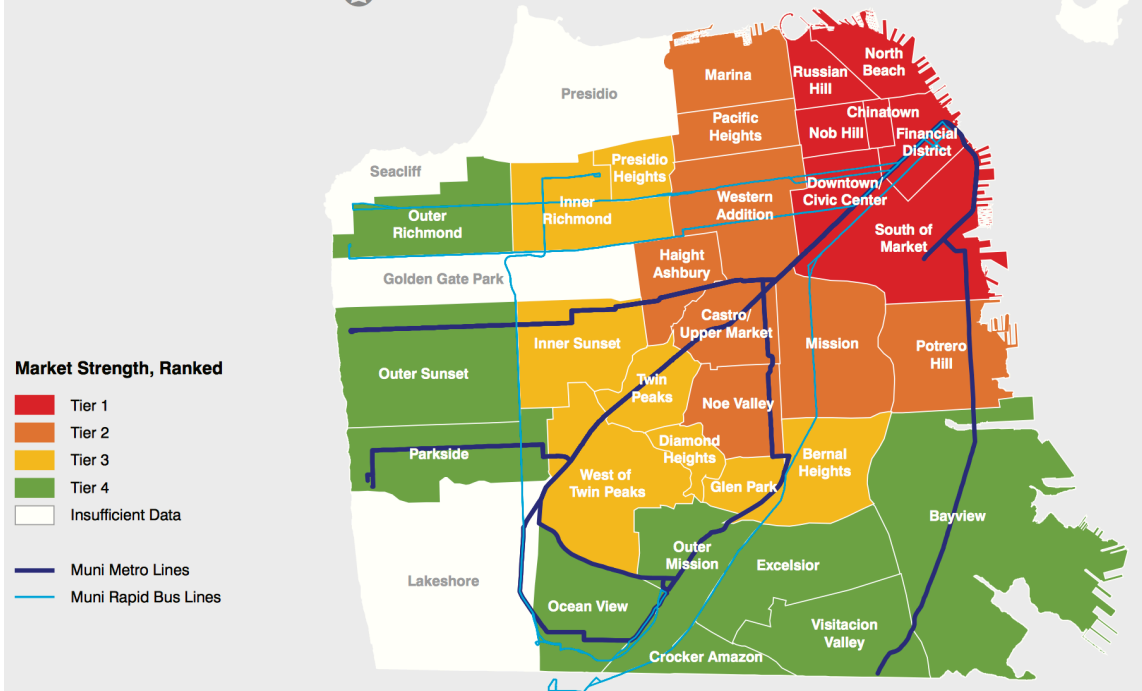 North
Beach
Marina
Russian
Hill
Presidio
Chinatown
Pacific
Heights
Nob Hill
Financial
District
Presidio
Heights
Seacliff
Downtown/
Civic Center
Inner
Richmond
Western
Addition
Outer
Richmond
South of
Market
Haight
Ashbury
Golden Gate Park
Castro/
Upper Market
Inner Sunset
Mission
Potrero
Hill
Market Strength, Ranked
Outer Sunset
Twin
Peaks
Tier 1
Noe Valley
Tier 2
Diamond
Heights
Parkside
Bernal
Heights
Tier 3
West of
Twin Peaks
Glen Park
Tier 4
Insufficient Data
Bayview
Outer
Mission
Excelsior
Muni Metro Lines
Lakeshore
Muni Rapid Bus Lines
Ocean View
Visitacion
Valley
Crocker Amazon